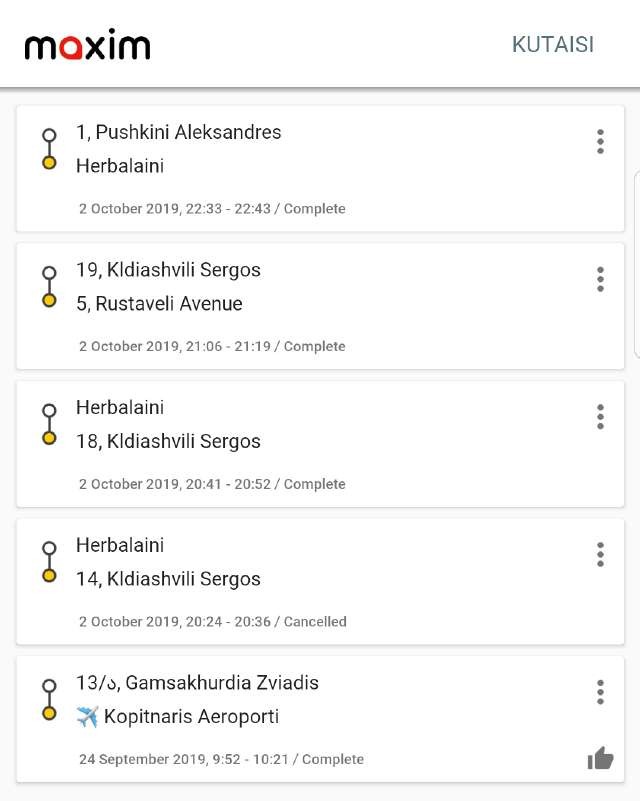 maxim
KUTAISI
1, Pushkini Aleksandres
Herbalaini
2 October 2019, 22:33 - 22:43 / Complete
19, Kldiashvili Sergos
5, Rustaveli Avenue
2 October 2019, 21:06 - 21:19 / Complete
Herbalaini
18, Kldiashvili Sergos
2 October 2019, 20:41 - 20:52 / Complete
Herbalaini
14, Kldiashvili Sergos
2 October 2019, 20:24 - 20:36 / Cancelled
13/ა, Gamsakhurdia Zviadis
✈️ Kopitnaris Aeroporti
24 September 2019, 9:52 - 10:21 / Complete